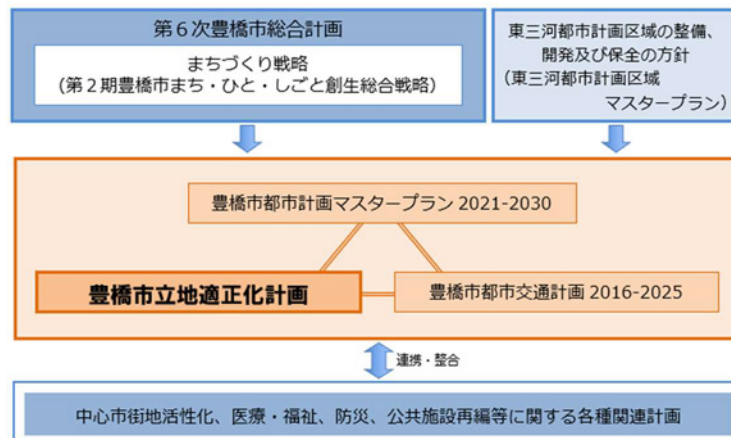 第６次豊橋市総合計画
まちづくり戦略
(第２期豊橋市まち・ひと・しごと創生総合戦略)
東三河都市計画区域の整備、
開発及び保全の方針
(東三河都市計画区域
マスタープラン)
豊橋市都市計画マスタープラン 2021-2030
豊橋市立地適正化計画
豊橋市都市交通計画 2016-2025
連携・整合
中心市街地活性化、医療・福祉、防災、公共施設再編等に関する各種関連計画